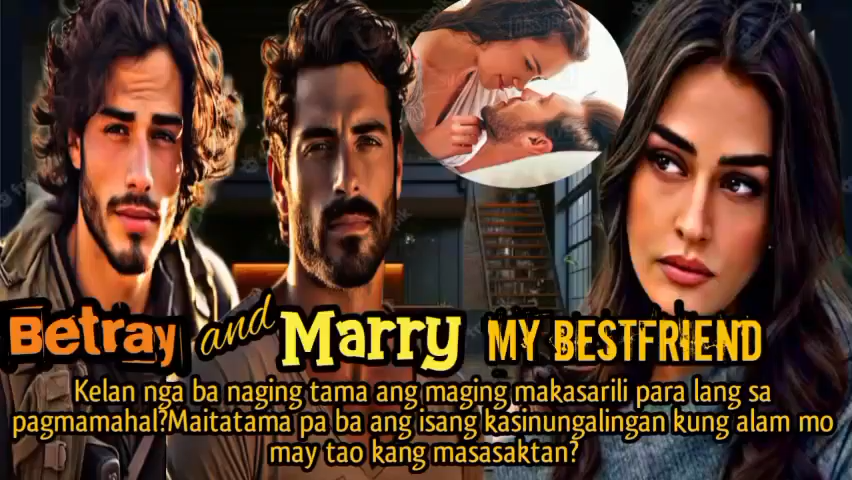 Betray and Marry MY BESTFRIEND
Kelan nga ba naging tama ang maging makasarili para lang sa
pagmamahal?Maitatama pa ba ang isang kasinungalingan kung alam mo
may tao kang masasaktan?